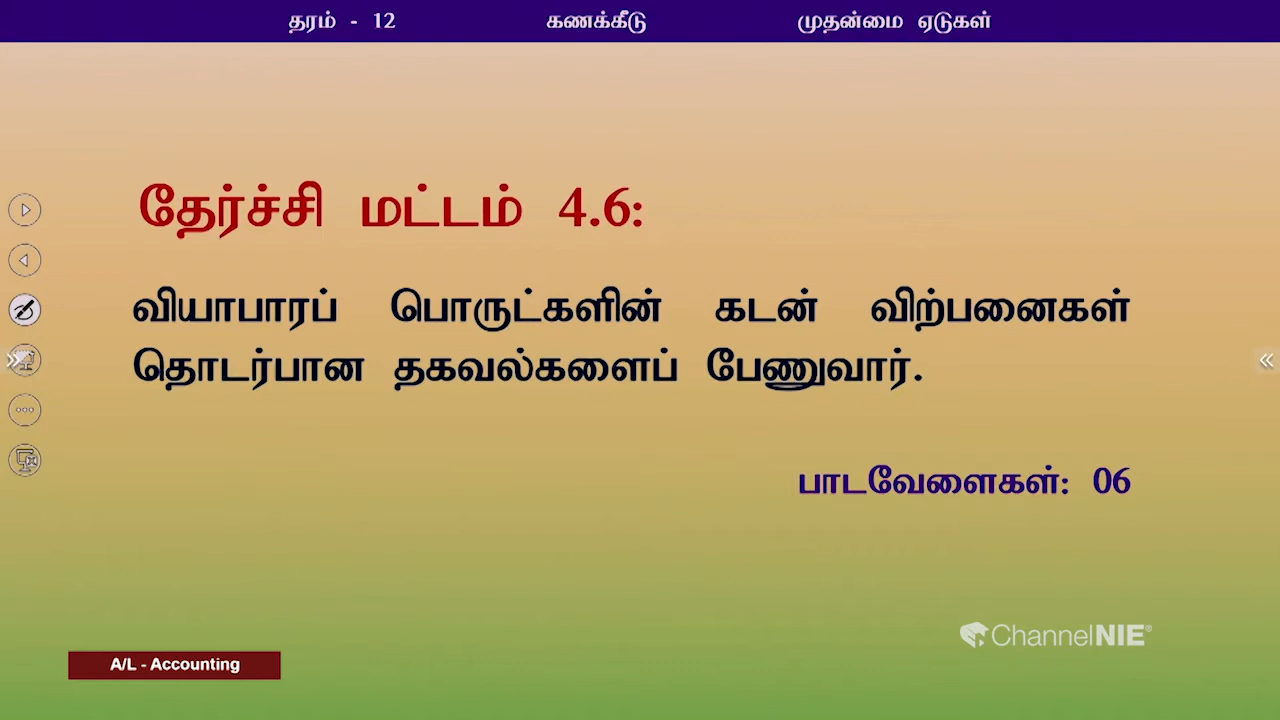 தரம் - 12 கணக்கீடு முதன்மை ஏடுகள்
தேர்ச்சி மட்டம் 4.6:
வியாபாரப் பொருட்களின் கடன் விற்பனைகள்
தொடர்பான தகவல்களைப் பேணுவார்.
பாடவேளைகள்: 06
ChannelNIE®
A/L - Accounting